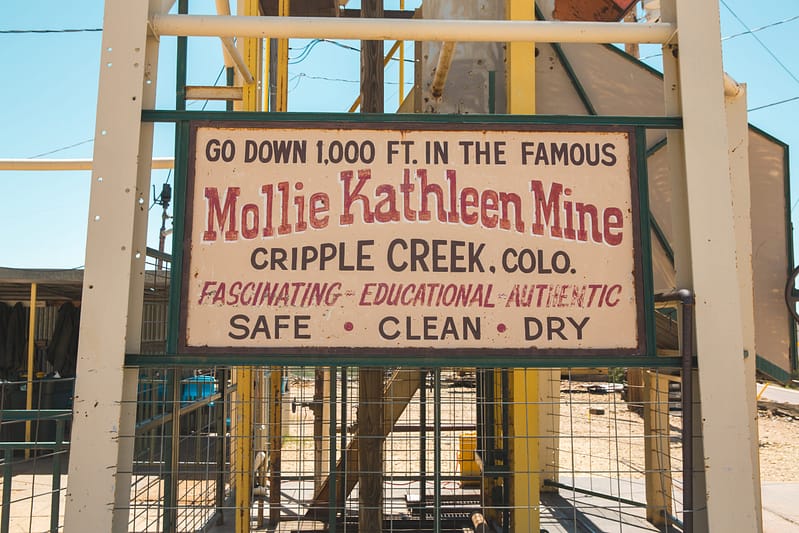 GO DOWN 1,000 FT. IN THE FAMOUS
Mollie Kathleen Mine
CRIPPLE CREEK, COLO.
FASCINATING - EDUCATIONAL - AUTHENTIC
SAFE • CLEAN • DRY